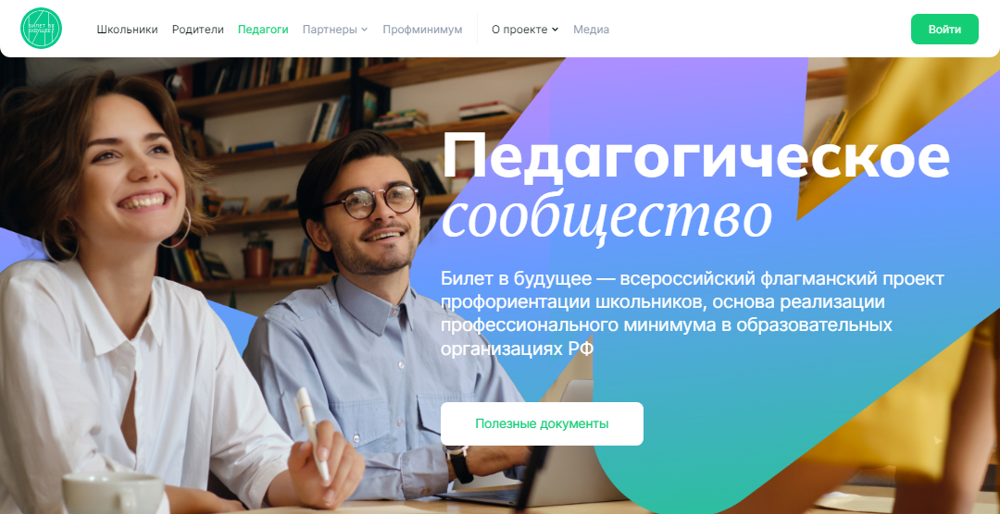 БИЛЕТ В БУДУЩЕЕ
Школьники Родители Педагоги Партнеры Профминимум О проекте Медиа Войти
Педагогическое
сообщество
Билет в будущее — всероссийский флагманский проект
профориентации школьников, основа реализации
профессионального минимума в образовательных
организациях РФ
Полезные документы